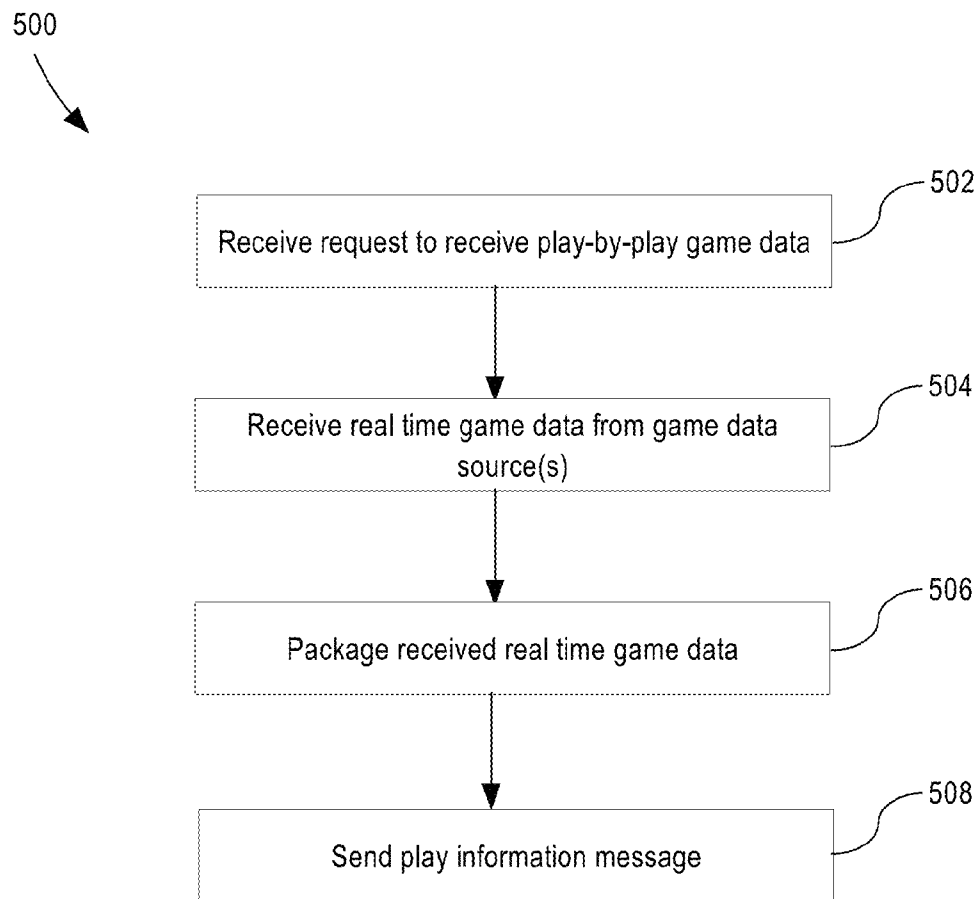 500
502
Receive request to receive play-by-play game data
504
Receive real time game data from game data
source(s)
506
Package received real time game data
508
Send play information message